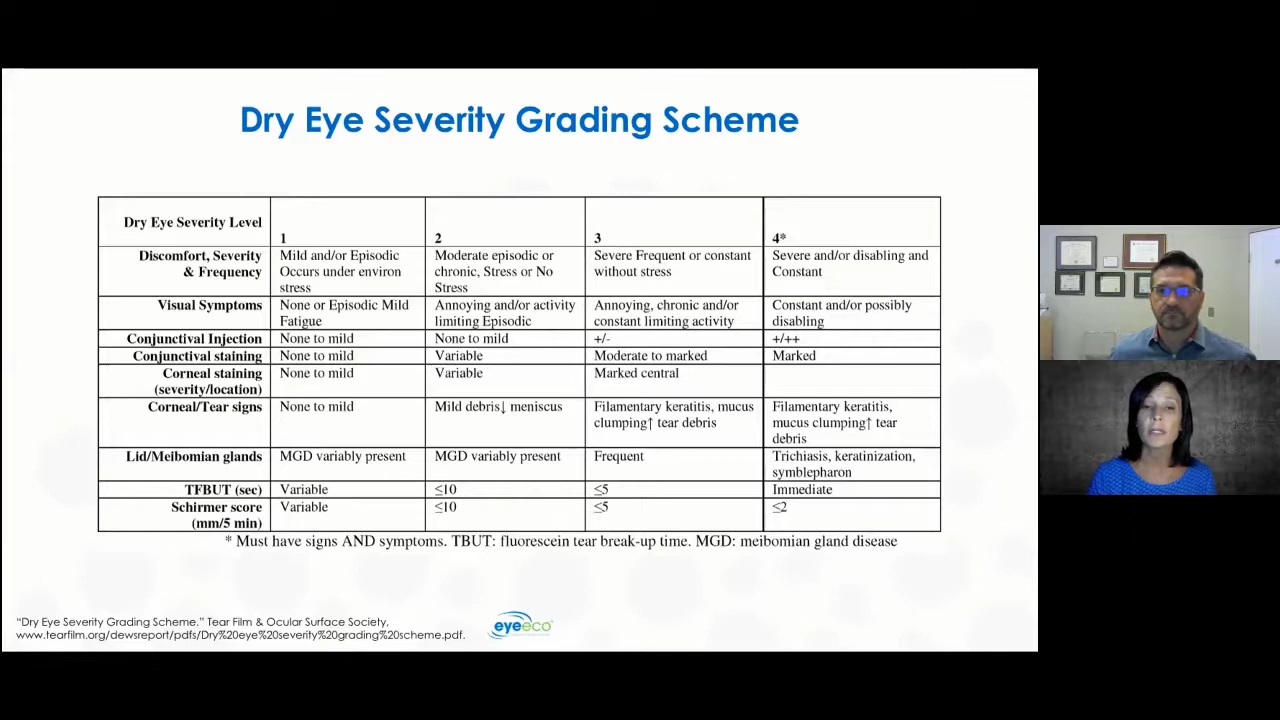 Dry Eye Severity Grading Scheme
Dry Eye Severity Level 1 2 3 4*
Discomfort, Severity & Frequency
Mild and/or Episodic
Occurs under environ
stress
Moderate episodic or
chronic, Stress or No
Stress
Severe Frequent or constant
without stress
Severe and/or disabling and
Constant
Visual Symptoms
None or Episodic Mild
Fatigue
Annoying and/or activity
limiting Episodic
Annoying, chronic and/or
constant limiting activity
Constant and/or possibly
disabling
Conjunctival Injection None to mild None to mild +/- +/++
Conjunctival staining None to mild Variable Moderate to marked Marked
Corneal staining
(severity/location)
None to mild Variable Marked central
Corneal/Tear signs
None to mild
Mild debris↓ meniscus
Filamentary keratitis, mucus
clumping↑ tear debris
Filamentary keratitis,
mucus clumping↑ tear
debris
Lid/Meibomian glands
MGD variably present
MGD variably present
Frequent
Trichiasis, keratinization,
symblepharon
TFBUT (sec) Variable ≤10 ≤5 Immediate
Schirmer score
(mm/5 min)
Variable ≤10 ≤5 ≤2
* Must have signs AND symptoms. TBUT: fluorescein tear break-up time. MGD: meibomian gland disease
“Dry Eye Severity Grading Scheme.” Tear Film & Ocular Surface Society,
www.tearfilm.org/dewsreport/pdfs/Dry%20eye%20severity%20grading%20scheme.pdf.
eyeeco